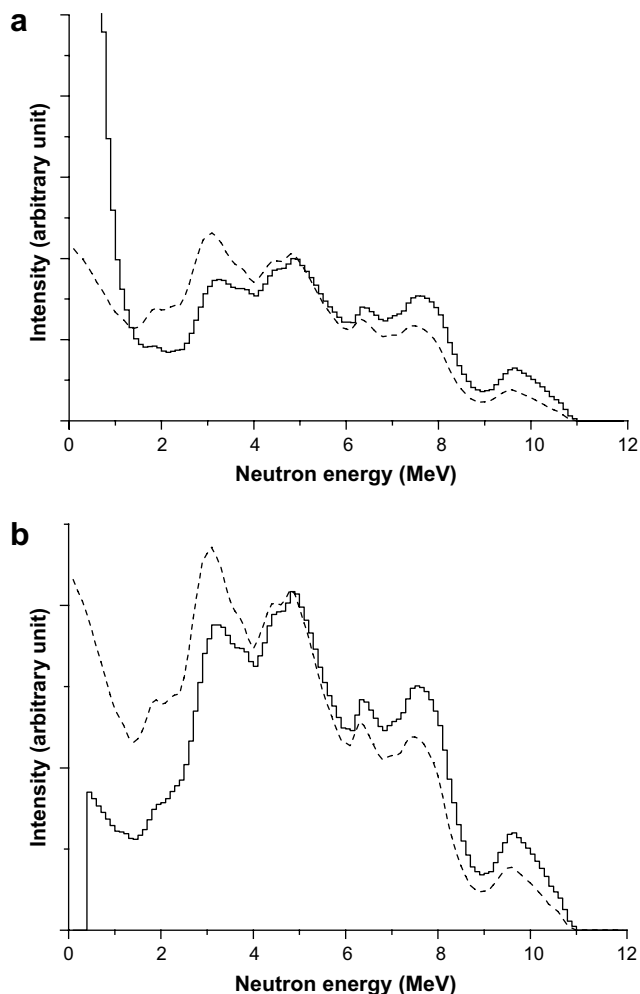 a
Intensity (arbitrary unit)
0 2 4 6 8 10 12
Neutron energy (MeV)
b
Intensity (arbitrary unit)
0 2 4 6 8 10 12
Neutron energy (MeV)